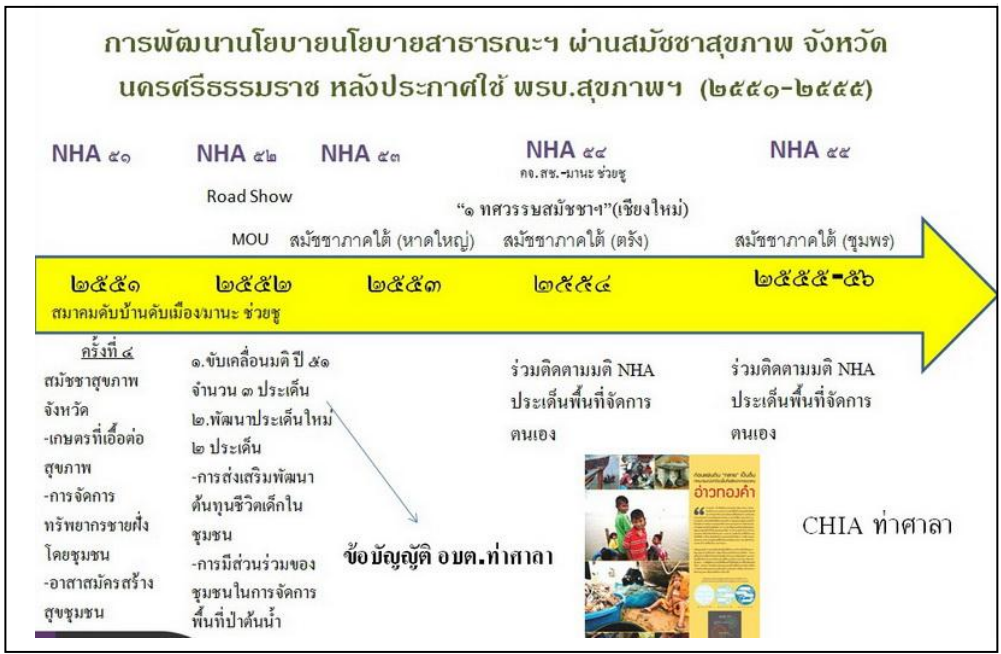 การพัฒนานโยบายนโยบายสาธารณะฯ ผ่านสมัชชาสุขภาพ จังหวัด
นครศรีธรรมราช หลังประกาศใช้ พรบ.สุขภาพฯ (๒๕๕๑-๒๕๕๕)
NHA ๕๑
NHA ๕๒
NHA ๕๓
NHA ๕๔
NHA ๕๕
คจ.สช.-มานะ ช่วยชู
Road Show
“๑ ทศวรรษสมัชชาฯ”(เชียงใหม่)
MOU
สมัชชาภาคใต้ (หาดใหญ่)
สมัชชาภาคใต้ (ตรัง)
สมัชชาภาคใต้ (ชุมพร)
๒๕๕๑
๒๕๕๒
๒๕๕๓
๒๕๕๔
๒๕๕๕-๕๖
สมาคมดับบ้านดับเมือง/มานะ ช่วยชู
ครั้งที่ ๔
สมัชชาสุขภาพ
จังหวัด
-เกษตรที่เอื้อต่อ
สุขภาพ
-การจัดการ
ทรัพยากรชายฝั่ง
โดยชุมชน
-อาสาสมัครสร้าง
สุขชุมชน
๑.ขับเคลื่อนมติ ปี ๕๑
จำนวน ๓ ประเด็น
๒.พัฒนาประเด็นใหม่
๒ ประเด็น
-การส่งเสริมพัฒนา
ต้นทุนชีวิตเด็กใน
ชุมชน
-การมีส่วนร่วมของ
ชุมชนในการจัดการ
พื้นที่ป่าต้นน้ำ
ข้อบัญญัติ อบต.ท่าศาลา
ร่วมติดตามมติ NHA
ประเด็นพื้นที่จัดการ
ตนเอง
อ่าวทองคำ
ร่วมติดตามมติ NHA
ประเด็นพื้นที่จัดการ
ตนเอง
CHIA ท่าศาลา